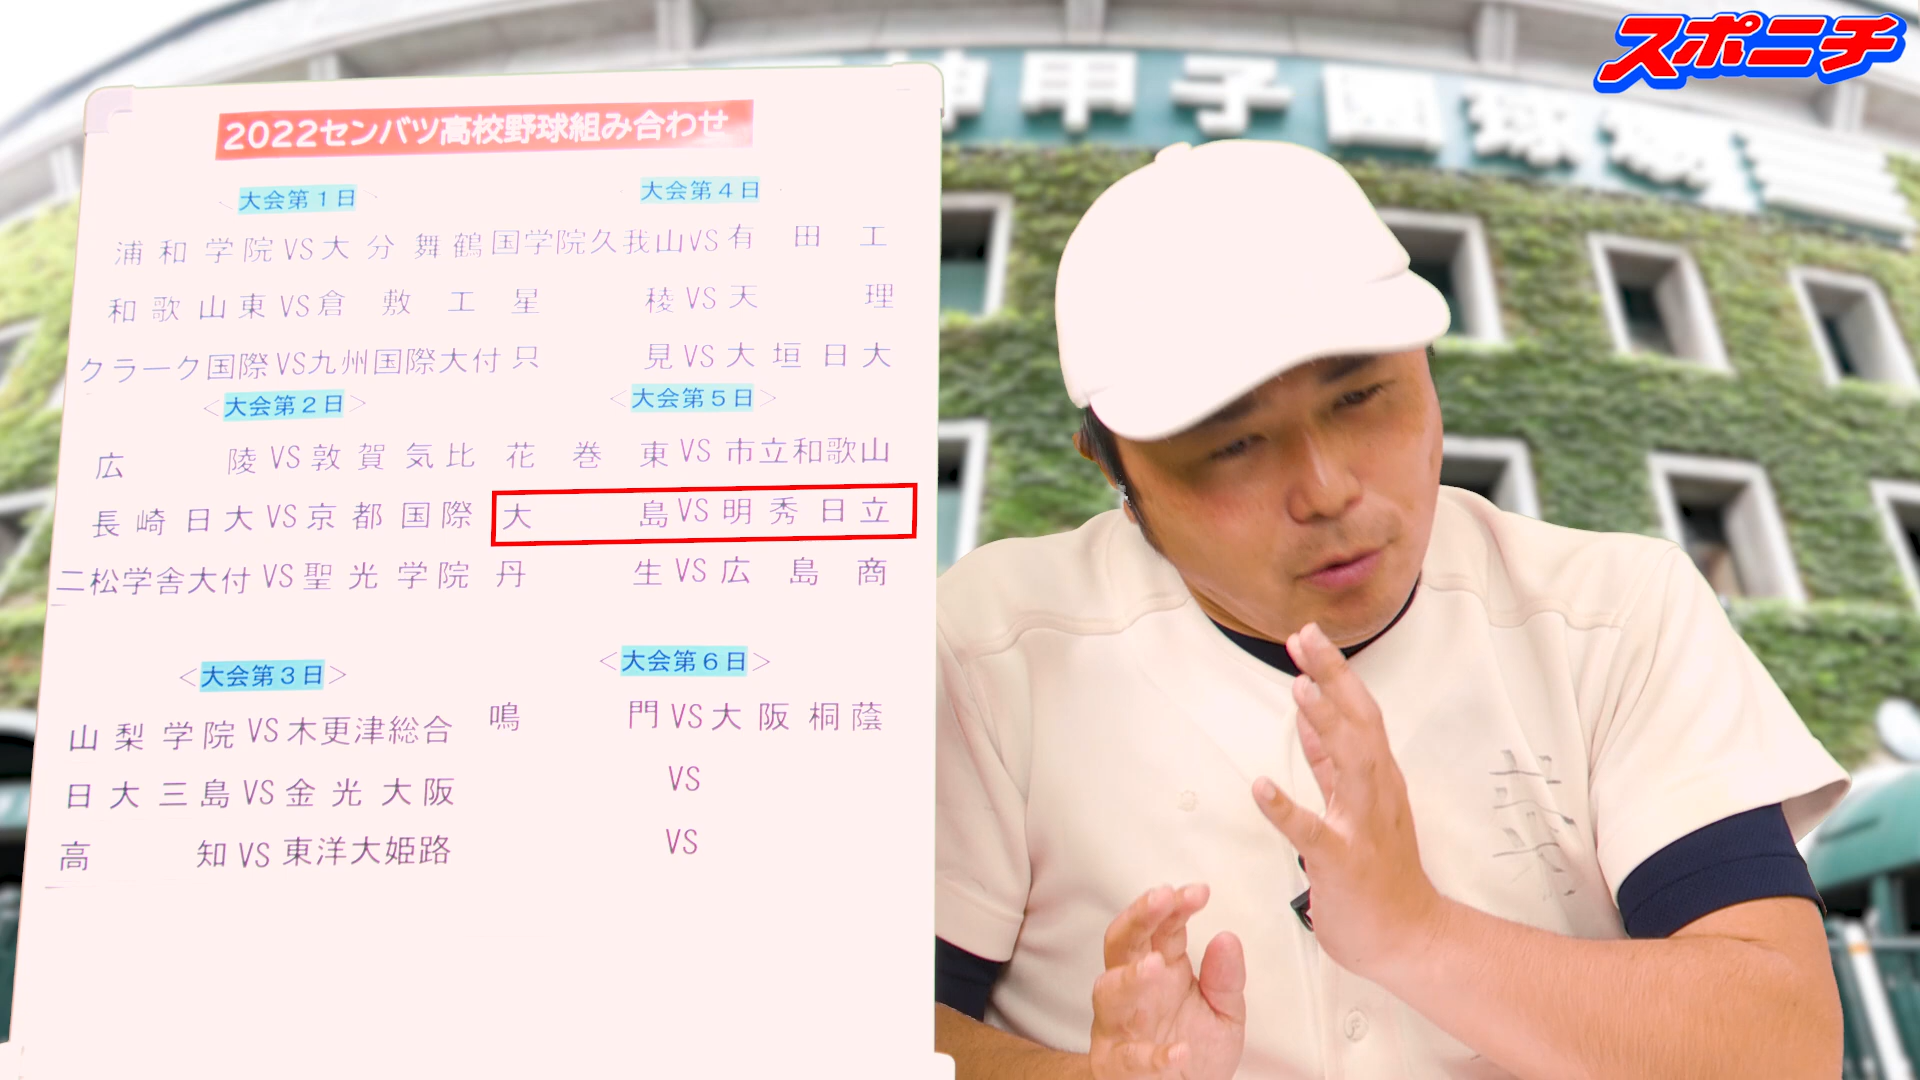 スポニチ
甲子園球場
2022センバツ高校野球組み合わせ
大会第1日
浦和学院VS大分舞鶴
和歌山東VS倉敷工
クラーク国際VS九州国際大付
<大会第2日>
広陵VS敦賀気比
長崎日大VS京都国際
二松学舎大付VS聖光学院
<大会第3日>
山梨学院VS木更津総合
日大三島VS金光大阪
高知VS東洋大姫路
大会第4日
国学院久我山VS有田工
星稜VS天理
只見VS大垣日大
<大会第5日>
花巻東VS市立和歌山
大島VS明秀日立
丹生VS広島商
<大会第6日>
鳴門VS大阪桐蔭
VS
VS